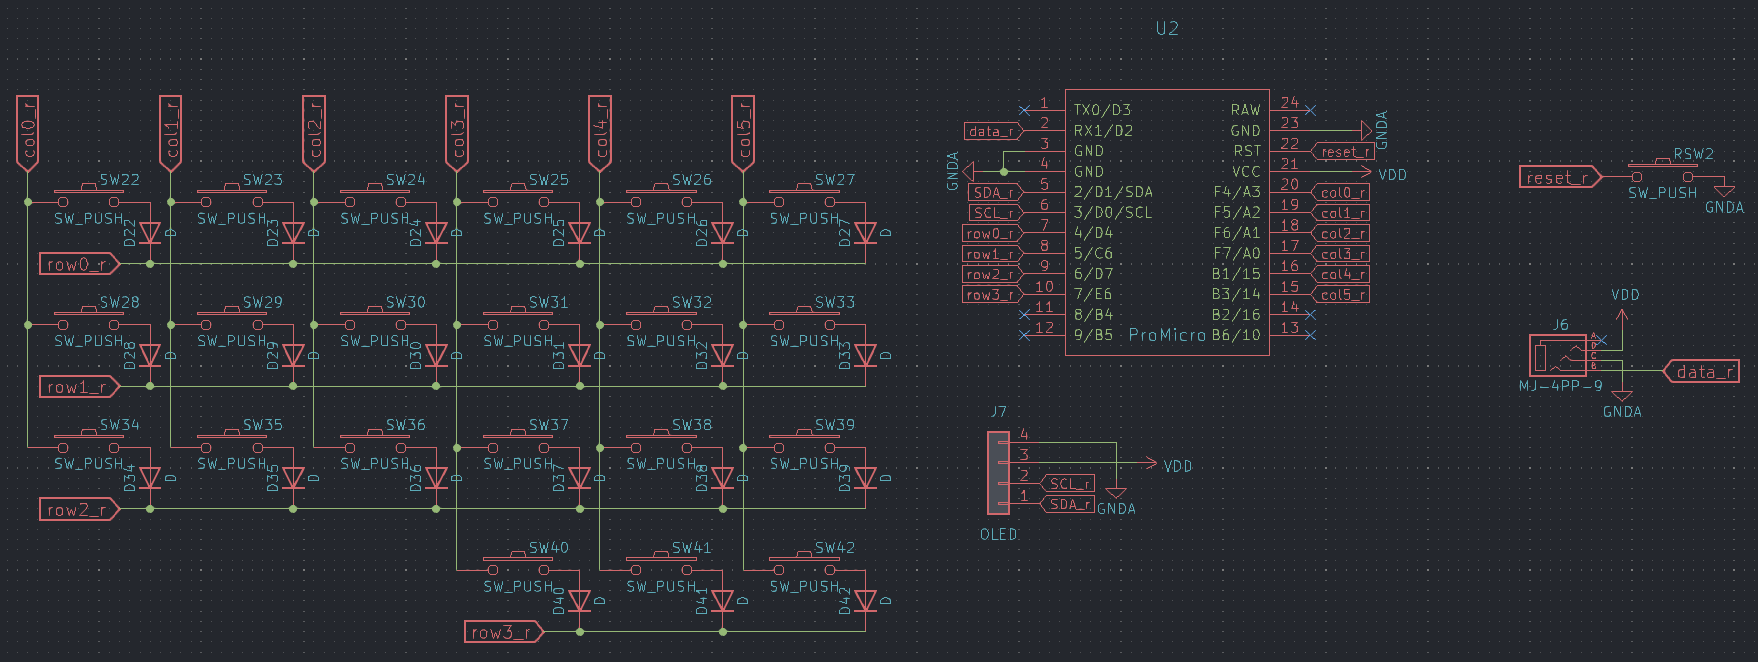 U2
col0_r col1_r col2_r col3_r col4_r col5_r
SW22 SW23 SW24 SW25 SW26 SW27
SW_PUSH SW_PUSH SW_PUSH SW_PUSH SW_PUSH SW_PUSH
D22 D D23 D D24 D D25 D D26 D D27 D
row0_r
SW28 SW29 SW30 SW31 SW32 SW33
SW_PUSH SW_PUSH SW_PUSH SW_PUSH SW_PUSH SW_PUSH
D28 D D29 D D30 D D31 D D32 D D33 D
row1_r
SW34 SW35 SW36 SW37 SW38 SW39
SW_PUSH SW_PUSH SW_PUSH SW_PUSH SW_PUSH SW_PUSH
D34 D D35 D D36 D D37 D D38 D D39 D
row2_r
SW40 SW41 SW42
SW_PUSH SW_PUSH SW_PUSH
D40 D D41 D D42 D
row3_r
1 TX0/D3 RAW 24
data_r 2 RX1/D2 GND 23 GNDA
3 GND RST 22 reset_r
GNDA 4 GND VCC 21 VDD
SDA_r 5 2/D1/SDA F4/A3 20 col0_r
SCL_r 6 3/D0/SCL F5/A2 19 col1_r
row0_r 7 4/D4 F6/A1 18 col2_r
row1_r 8 5/C6 F7/A0 17 col3_r
row2_r 9 6/D7 B1/15 16 col4_r
row3_r 10 7/E6 B3/14 15 col5_r
11 8/B4 B2/16 14
12 9/B5 ProMicro B6/10 13
J7
4
3 VDD
2 SCL_r
1 SDA_r GNDA
OLED
RSW2
reset_r
SW_PUSH
GNDA
VDD
J6
A
D
C
B
data_r
MJ-4PP-9
GNDA